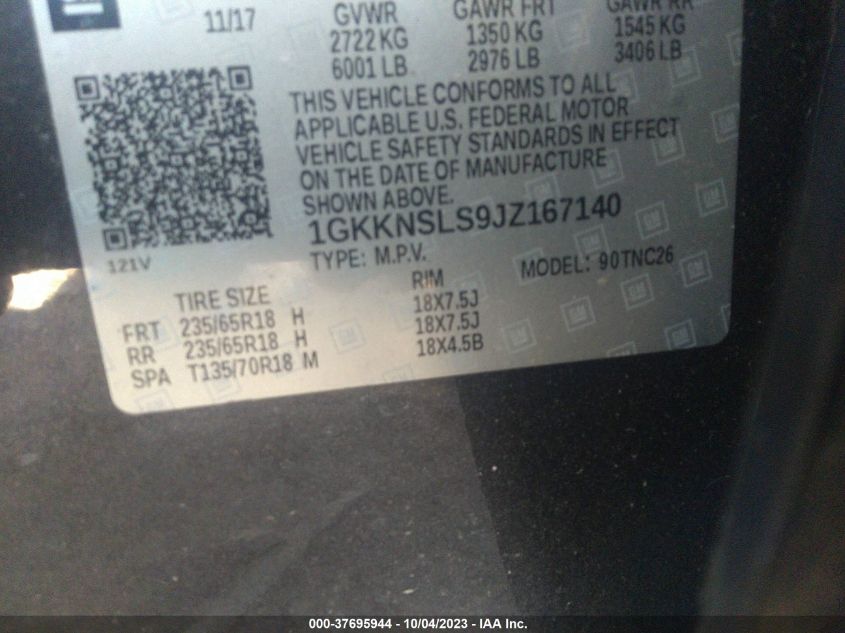 11/17
GVWR
2722 KG
6001 LB
GAWR FRT
1350 KG
2976 LB
GAWR RR
1545 KG
3406 LB
THIS VEHICLE CONFORMS TO ALL
APPLICABLE U.S. FEDERAL MOTOR
VEHICLE SAFETY STANDARDS IN EFFECT
ON THE DATE OF MANUFACTURE
SHOWN ABOVE.
1GKKNSLS9JZ167140
121V
TYPE: M.P.V.
MODEL: 90TNC26
TIRE SIZE RIM
FRT 235/65R18 H 18X7.5J
RR 235/65R18 H 18X7.5J
SPA T135/70R18 M 18X4.5B
000-37695944 - 10/04/2023 - IAA Inc.